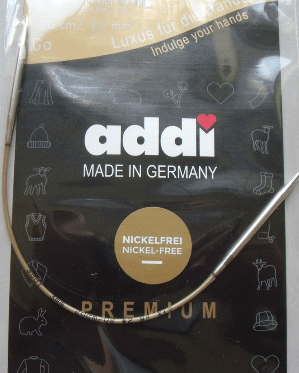 Luxus für die Hände
Indulge your hands
addi
MADE IN GERMANY
NICKELFREI
NICKEL-FREE
PREMIUM